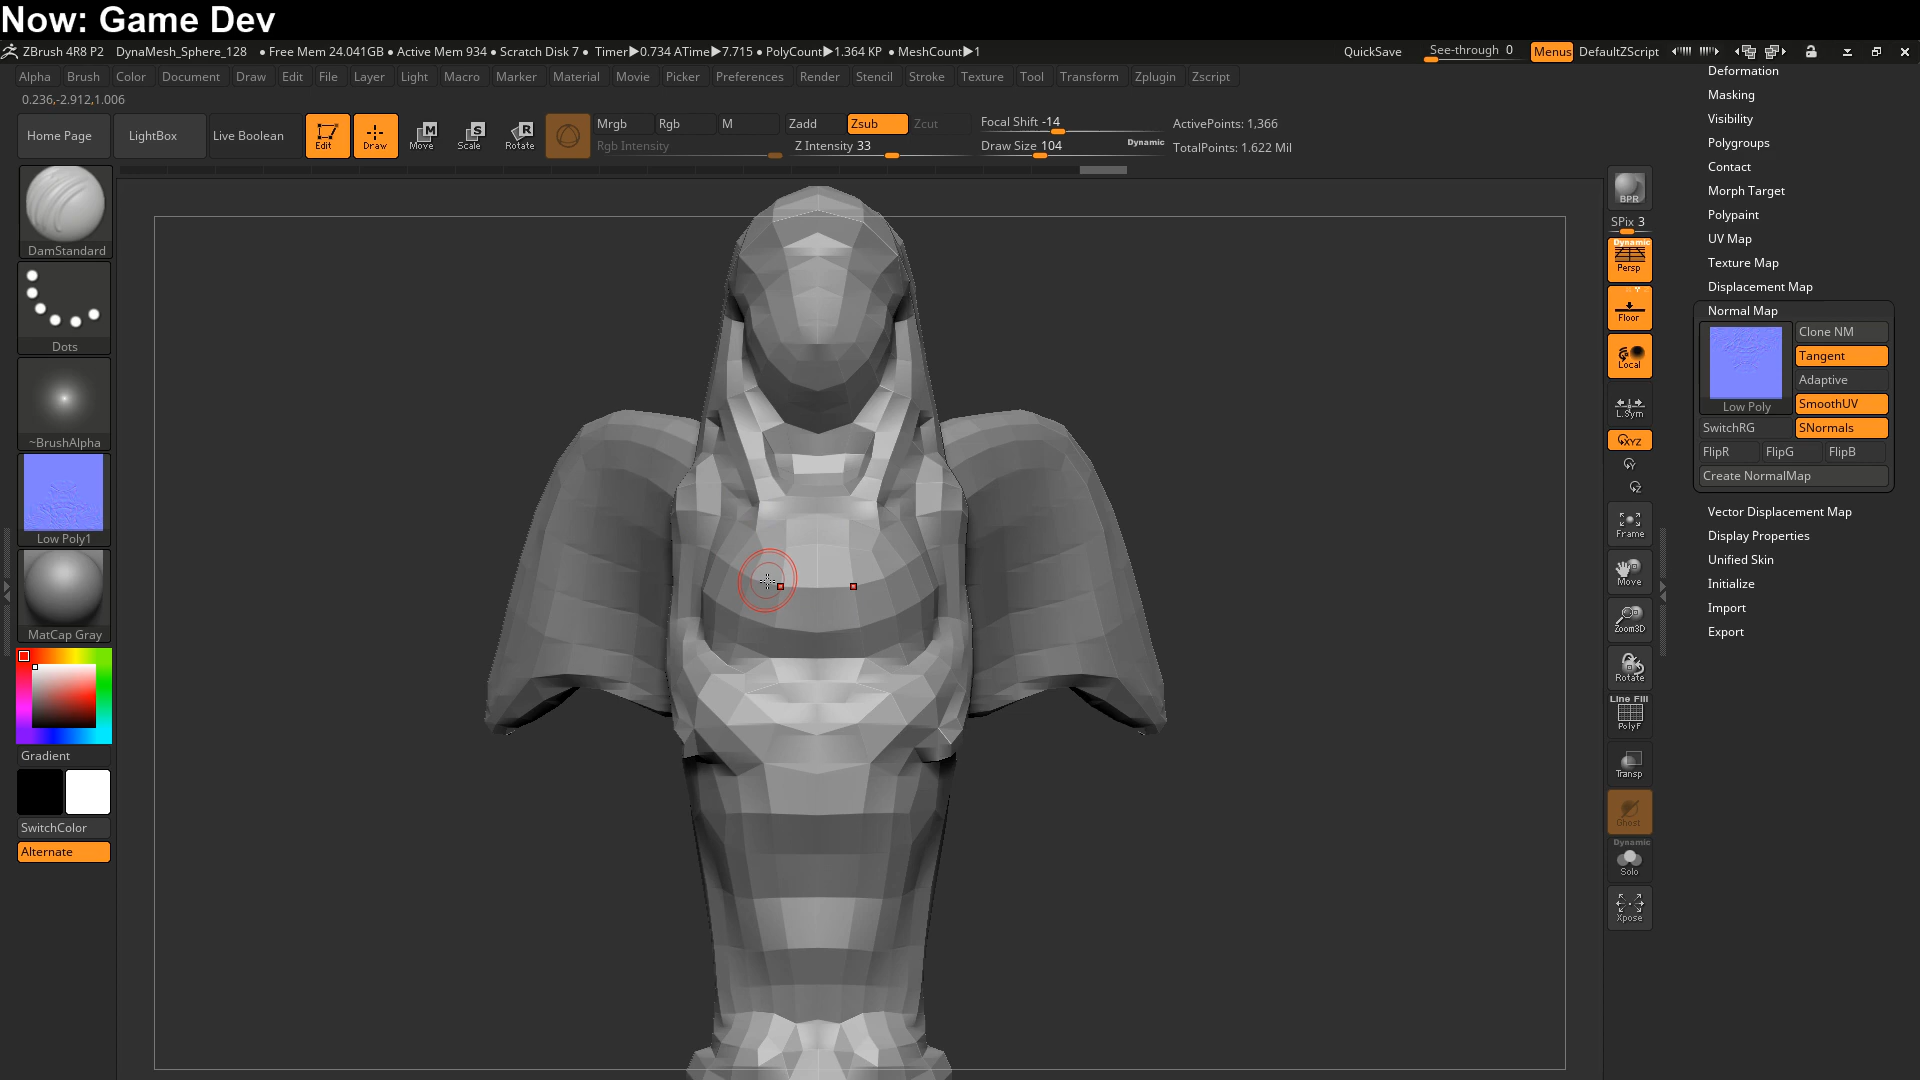 Now: Game Dev
ZBrush 4R8 P2 DynaMesh_Sphere_128 ● Free Mem 24.041GB ● Active Mem 934 ● Scratch Disk 7 ● Timer▶0.734 ATime▶7.715 ● PolyCount▶1.364 KP ● MeshCount▶1 QuickSave See-through 0 Menus DefaultZScript
Alpha Brush Color Document Draw Edit File Layer Light Macro Marker Material Movie Picker Preferences Render Stencil Stroke Texture Tool Transform Zplugin Zscript
0.236,-2.912,1.006
Home Page LightBox Live Boolean Edit Draw Move Scale Rotate
M S R
Mrgb Rgb M Zadd Zsub Zcut Focal Shift -14 ActivePoints: 1,366
Rgb Intensity Z Intensity 33 Draw Size 104 Dynamic TotalPoints: 1.622 Mil
DamStandard
Dots
~BrushAlpha
Low Poly1
MatCap Gray
Gradient
SwitchColor
Alternate
BPR
SPix 3
Dynamic
Persp
Floor
Local
L.Sym
XYZ
Y
Z
Frame
Move
Zoom3D
Rotate
Line Fill
PolyF
Transp
Ghost
Dynamic
Solo
Xpose
Deformation
Masking
Visibility
Polygroups
Contact
Morph Target
Polypaint
UV Map
Texture Map
Displacement Map
Normal Map
Clone NM
Tangent
Adaptive
Low Poly SmoothUV
SwitchRG SNormals
FlipR FlipG FlipB
Create NormalMap
Vector Displacement Map
Display Properties
Unified Skin
Initialize
Import
Export